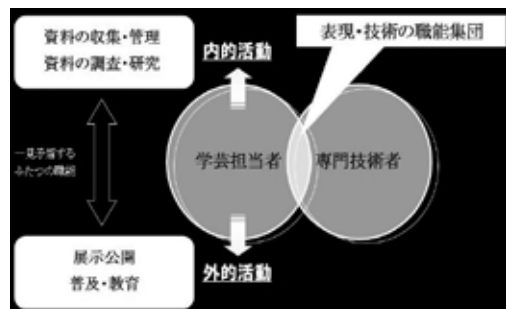 資料の収集・管理
資料の調査・研究
内的活動
表現・技術の職能集団
学芸担当者
専門技術者
一見矛盾する
ふたつの職能
展示公開
普及・教育
外的活動